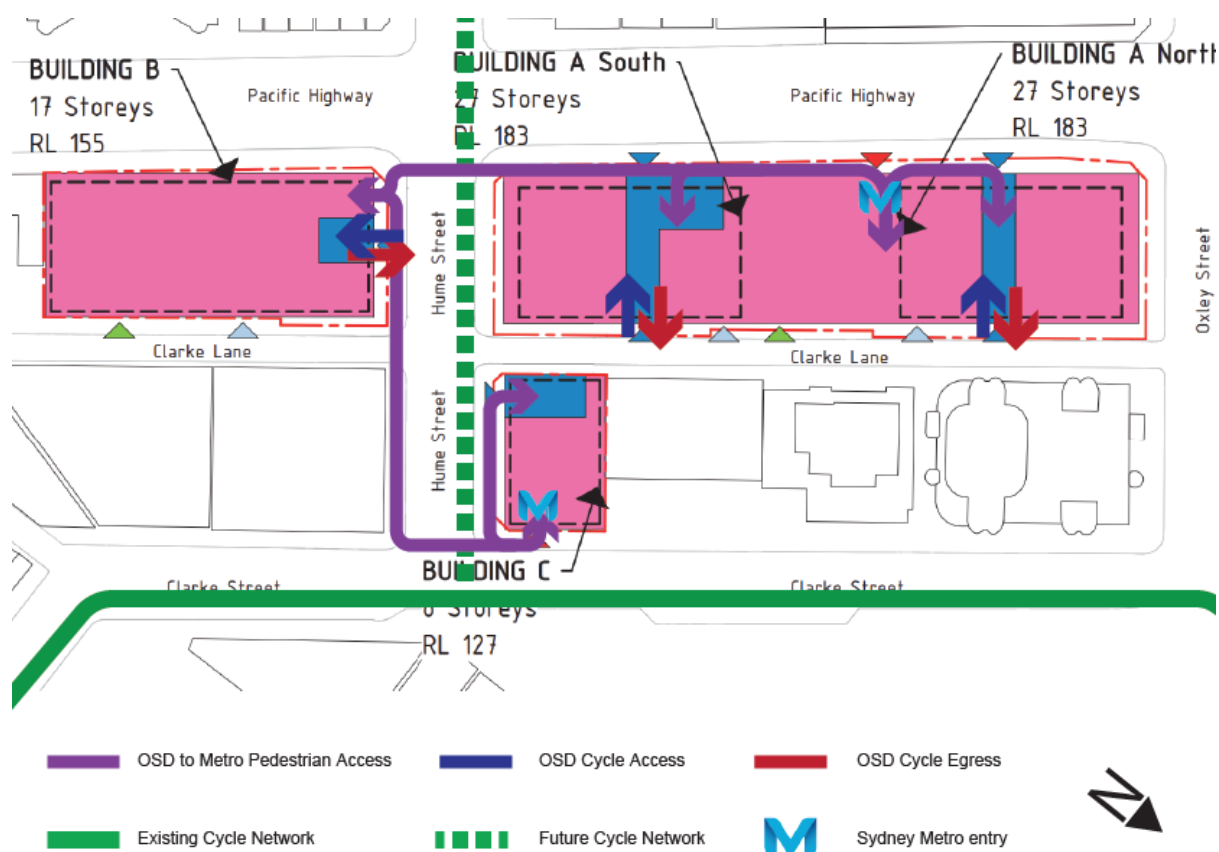 BUILDING B
17 Storeys
RL 155
Pacific Highway
BUILDING A South
27 Storeys
RL 183
Pacific Highway
BUILDING A North
27 Storeys
RL 183
Hume Street
Oxley Street
Clarke Lane
Clarke Lane
Hume Street
BUILDING C
Storeys
RL 127
Clarke Street
Clarke Street
OSD to Metro Pedestrian Access
OSD Cycle Access
OSD Cycle Egress
Existing Cycle Network
Future Cycle Network
M Sydney Metro entry
N